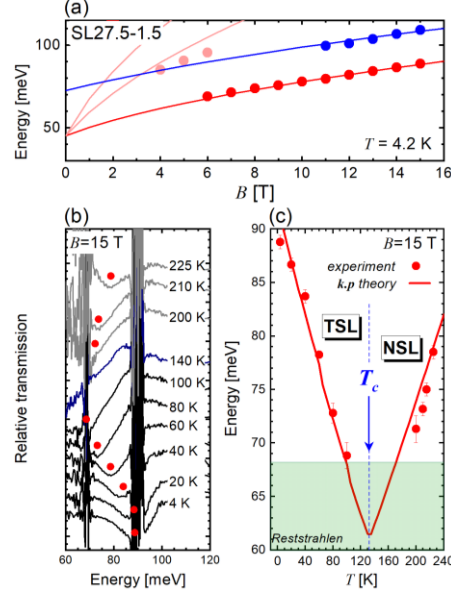 (a)
SL27.5-1.5
T = 4.2 K
Energy [meV]
100
50
0 2 4 6 8 10 12 14 16
B [T]
(b)
B=15 T
225 K
210 K
200 K
140 K
100 K
80 K
60 K
40 K
20 K
4 K
Relative transmission
60 80 100 120
Energy [meV]
(c)
B=15 T
experiment
k.p theory
TSL
NSL
Tc
Reststrahlen
Energy [meV]
90
85
80
75
70
65
60
0 40 80 120 160 200 240
T [K]